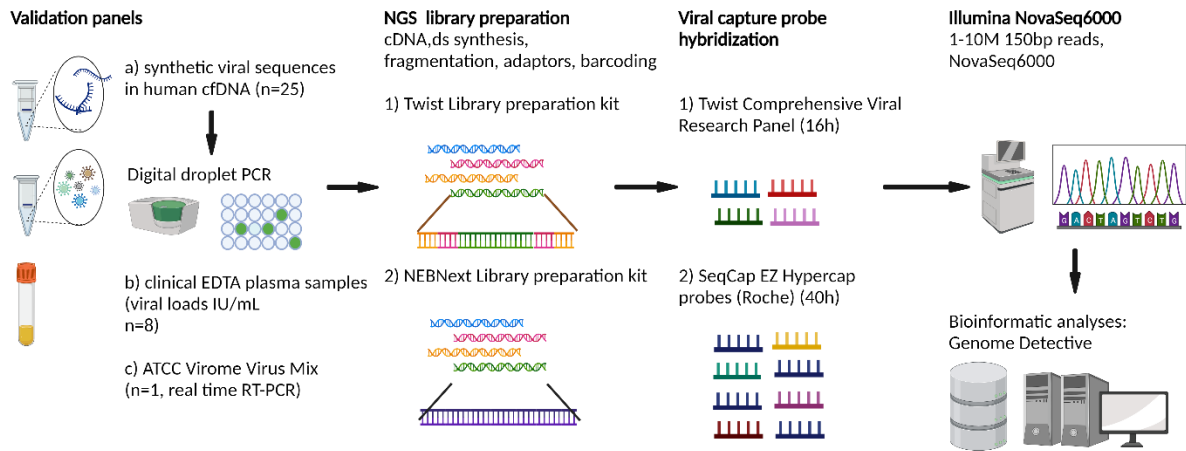 Validation panels
a) synthetic viral sequences
in human cfDNA (n=25)
Digital droplet PCR
b) clinical EDTA plasma samples
(viral loads IU/mL
n=8)
c) ATCC Virome Virus Mix
(n=1, real time RT-PCR)
NGS  library preparation
cDNA,ds synthesis,
fragmentation, adaptors, barcoding
1) Twist Library preparation kit
2) NEBNext Library preparation kit
Viral capture probe
hybridization
1) Twist Comprehensive Viral
Research Panel (16h)
2) SeqCap EZ Hypercap
probes (Roche) (40h)
Illumina NovaSeq6000
1-10M 150bp reads,
NovaSeq6000
G A C T A G T C T G
Bioinformatic analyses:
Genome Detective